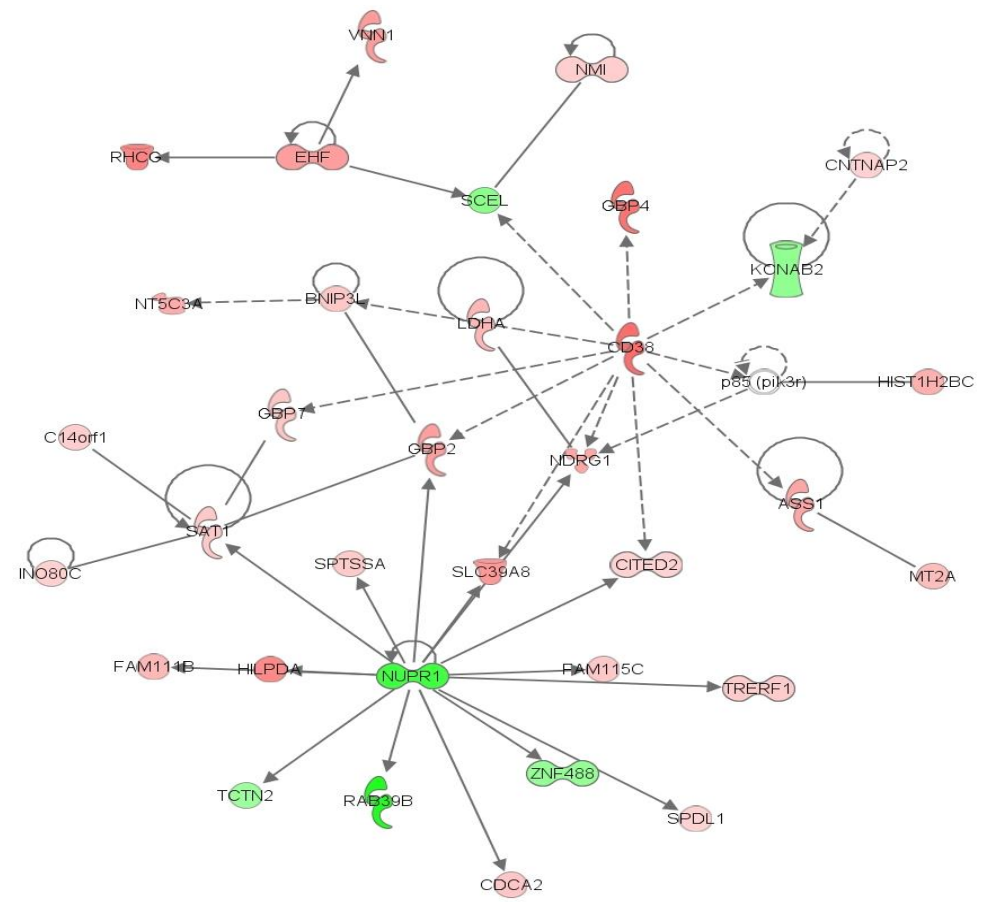 VNN1
NMI
RHCG
EHF
CNTNAP2
SCEL
GBP4
KCNAB2
NT5C3A
BNIP3L
LDHA
CD38
p85 (pik3r)
HIST1H2BC
GBP7
C14orf1
GBP2
NDRG1
ASS1
SAT1
INO80C
SPTSSA
SLC39A8
CITED2
MT2A
FAM111B
HILPDA
NUPR1
FAM115C
TRERF1
ZNF488
TCTN2
RAB39B
SPDL1
CDCA2